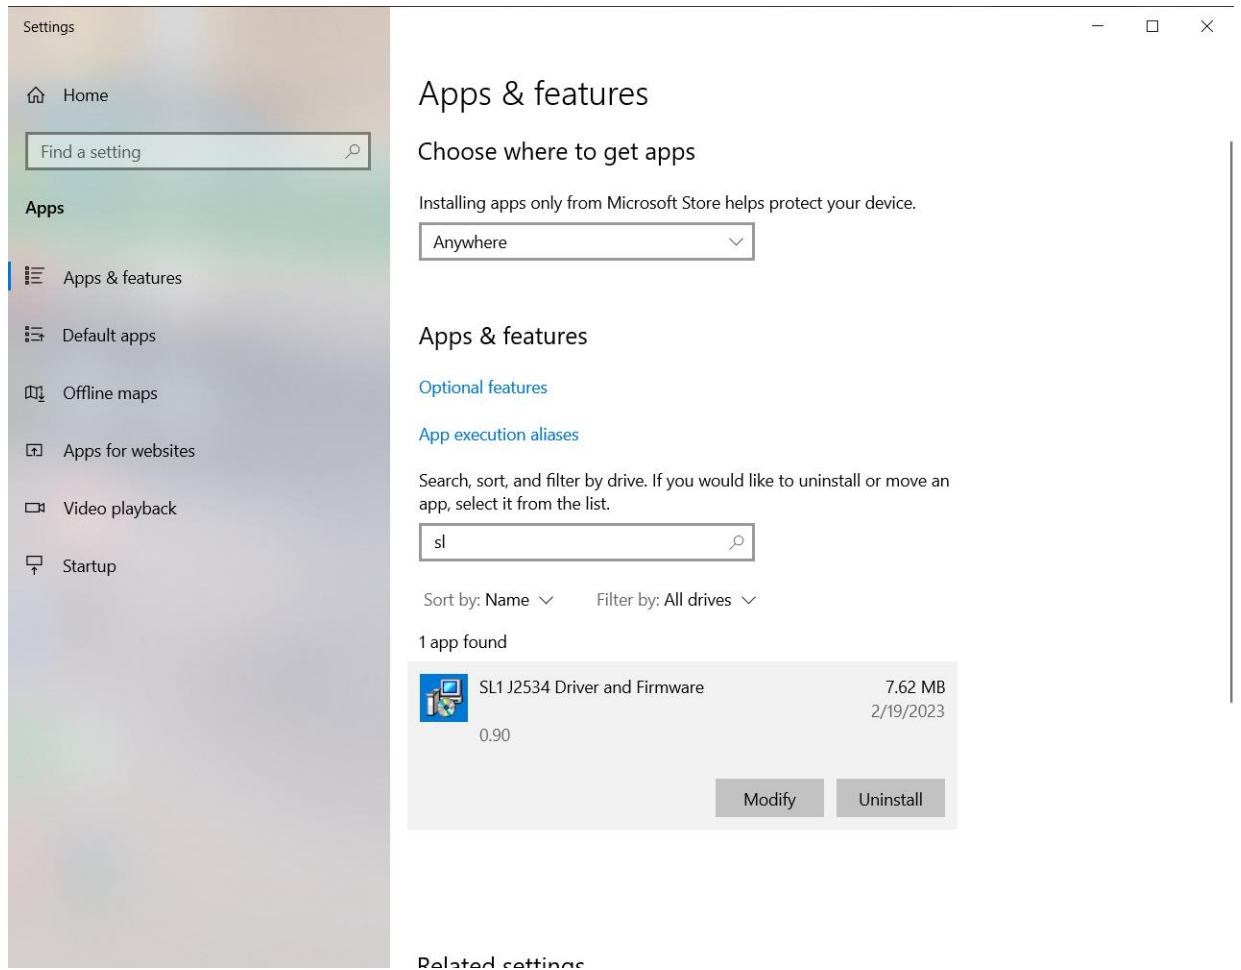 Settings
Home
Find a setting
Apps
Apps & features
Default apps
Offline maps
Apps for websites
Video playback
Startup
Apps & features
Choose where to get apps
Installing apps only from Microsoft Store helps protect your device.
Anywhere
Apps & features
Optional features
App execution aliases
Search, sort, and filter by drive. If you would like to uninstall or move an
app, select it from the list.
sl
Sort by: Name Filter by: All drives
1 app found
SL1 J2534 Driver and Firmware 7.62 MB
2/19/2023
0.90
Modify Uninstall
Related settings